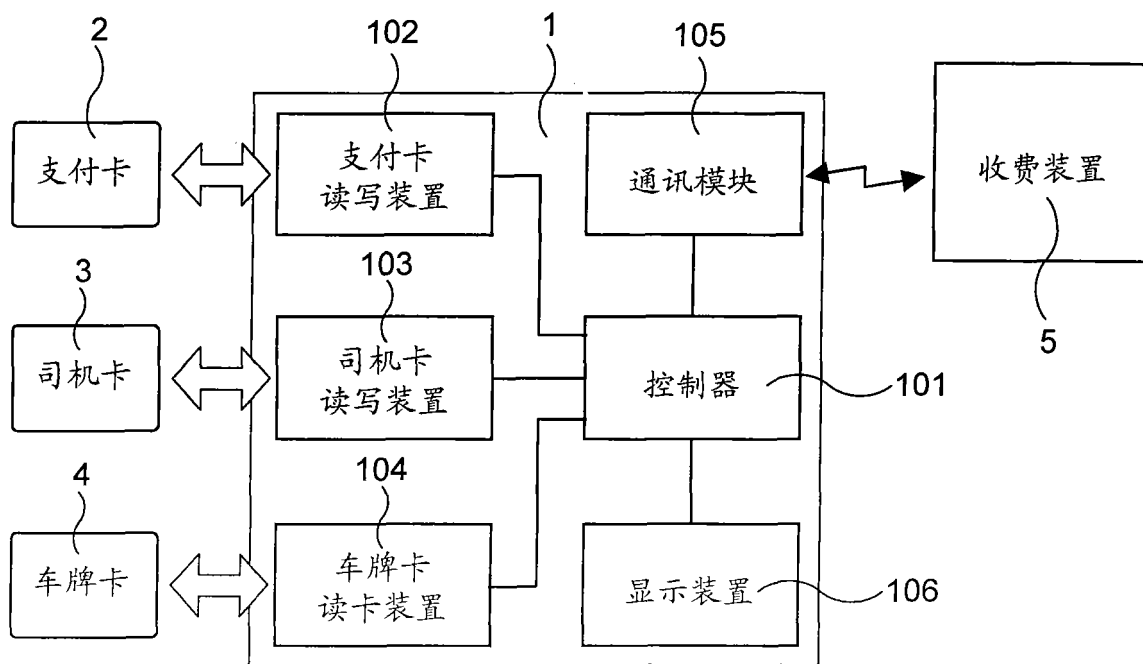 2
102
1
105
支付卡
支付卡
读写装置
通讯模块
收费装置
3
103
5
司机卡
司机卡
读写装置
控制器
101
4
104
车牌卡
车牌卡
读卡装置
显示装置
106